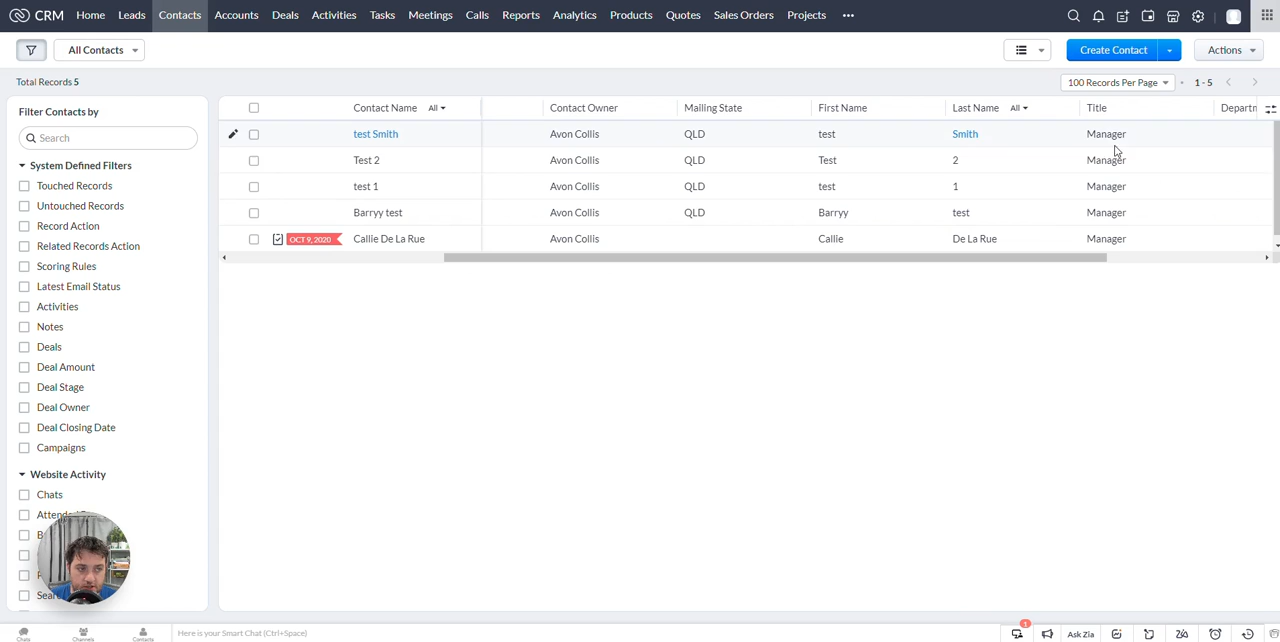 CRM Home Leads Contacts Accounts Deals Activities Tasks Meetings Calls Reports Analytics Products Quotes Sales Orders Projects
All Contacts Create Contact Actions
Total Records 5 100 Records Per Page 1 - 5
Filter Contacts by
Search
System Defined Filters
Touched Records
Untouched Records
Record Action
Related Records Action
Scoring Rules
Latest Email Status
Activities
Notes
Deals
Deal Amount
Deal Stage
Deal Owner
Deal Closing Date
Campaigns
Website Activity
Chats
Contact Name All Contact Owner Mailing State First Name Last Name All Title
test Smith Avon Collis QLD test Smith Manager
Test 2 Avon Collis QLD Test 2 Manager
test 1 Avon Collis QLD test 1 Manager
Barryy test Avon Collis QLD Barryy test Manager
OCT 9, 2020 Callie De La Rue Avon Collis Callie De La Rue Manager
Chats Channels Contacts Here is your Smart Chat (Ctrl+Space) 1 Ask Zia